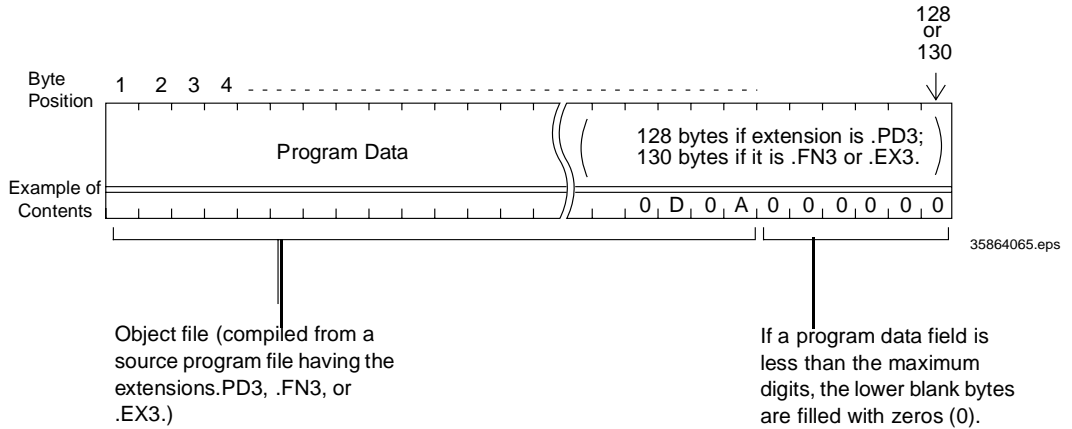 128
or
130
Byte
Position
1 2 3 4
Program Data
128 bytes if extension is .PD3;
130 bytes if it is .FN3 or .EX3.
Example of
Contents
0 D 0 A 0 0 0 0 0 0
35864065.eps
Object file (compiled from a
source program file having the
extensions.PD3, .FN3, or
.EX3.)
If a program data field is
less than the maximum
digits, the lower blank bytes
are filled with zeros (0).